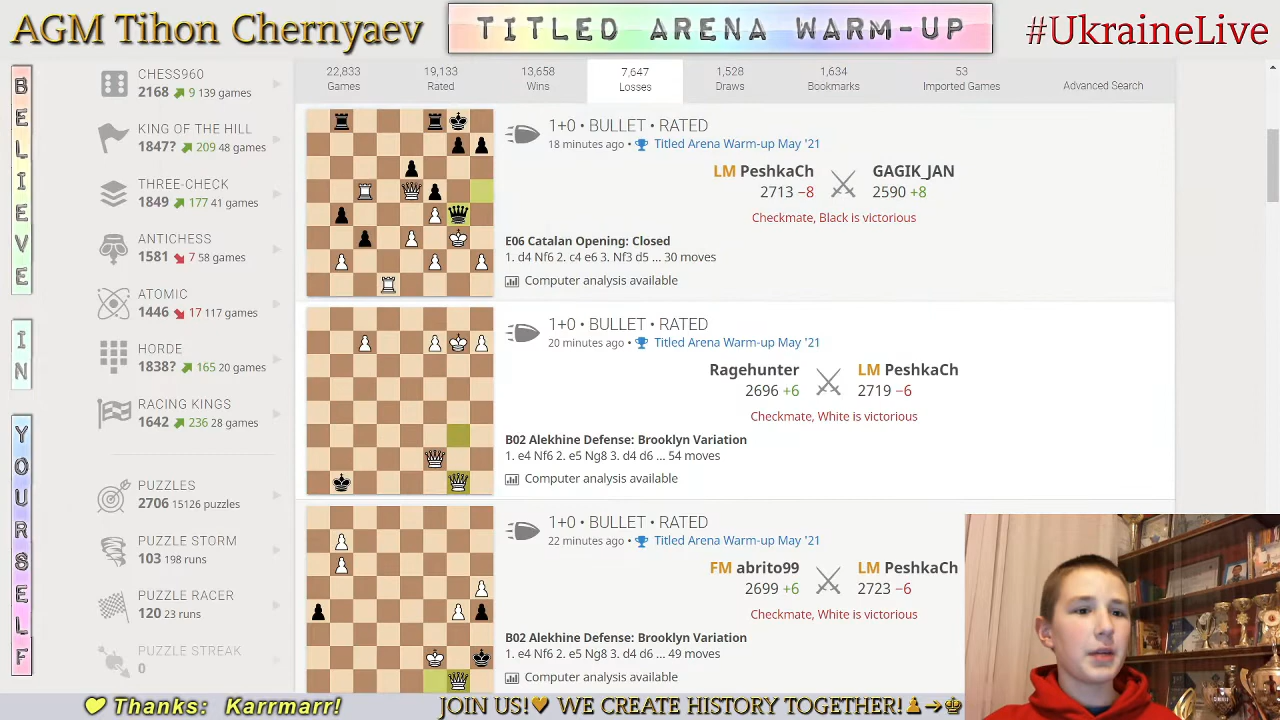 AGM Tihon Chernyaev
TITLED ARENA WARM-UP
#UkraineLive
BELIEVE
IN
YOURSELF
CHESS960
2168 9 139 games
KING OF THE HILL
1847? 209 48 games
THREE-CHECK
1849 177 41 games
ANTICHESS
1581 7 58 games
ATOMIC
1446 17 117 games
HORDE
1838? 165 20 games
RACING KINGS
1642 236 28 games
PUZZLES
2706 15126 puzzles
PUZZLE STORM
103 198 runs
PUZZLE RACER
120 23 runs
PUZZLE STREAK
0
22,833
Games
19,133
Rated
13,658
Wins
7,647
Losses
1,528
Draws
1,634
Bookmarks
53
Imported Games
Advanced Search
1+0 • BULLET • RATED
18 minutes ago • Titled Arena Warm-up May '21
LM PeshkaCh
2713 −8
GAGIK_JAN
2590 +8
Checkmate, Black is victorious
E06 Catalan Opening: Closed
1. d4 Nf6 2. c4 e6 3. Nf3 d5 ... 30 moves
Computer analysis available
1+0 • BULLET • RATED
20 minutes ago • Titled Arena Warm-up May '21
Ragehunter
2696 +6
LM PeshkaCh
2719 −6
Checkmate, White is victorious
B02 Alekhine Defense: Brooklyn Variation
1. e4 Nf6 2. e5 Ng8 3. d4 d6 ... 54 moves
Computer analysis available
1+0 • BULLET • RATED
22 minutes ago • Titled Arena Warm-up May '21
FM abrito99
2699 +6
LM PeshkaCh
2723 −6
Checkmate, White is victorious
B02 Alekhine Defense: Brooklyn Variation
1. e4 Nf6 2. e5 Ng8 3. d4 d6 ... 49 moves
Computer analysis available
Thanks: Karrmarr!
JOIN US! WE CREATE HISTORY TOGETHER!